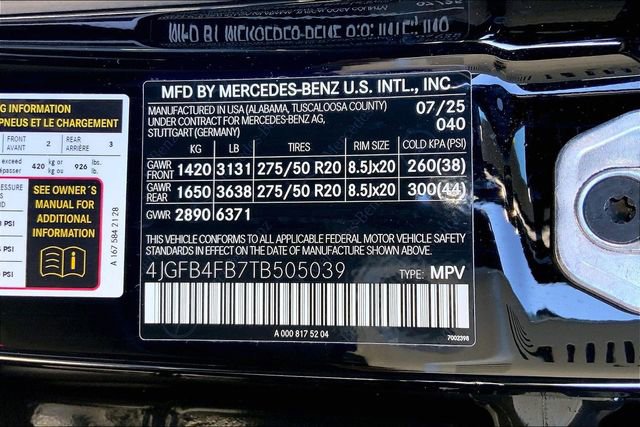 MFD BY MERCEDES-BENZ U.S. INTL., INC.
MANUFACTURED IN USA (ALABAMA, TUSCALOOSA COUNTY) 07/25
UNDER CONTRACT FOR MERCEDES-BENZ AG, 040
STUTTGART (GERMANY)
KG LB TIRES RIM SIZE COLD KPA (PSI)
GAWR FRONT 1420 3131 275/50 R20 8.5Jx20 260(38)
GAWR REAR 1650 3638 275/50 R20 8.5Jx20 300(44)
GVWR 2890 6371
THIS VEHICLE CONFORMS TO ALL APPLICABLE FEDERAL MOTOR VEHICLE SAFETY
STANDARDS IN EFFECT ON THE DATE OF MANUFACTURE SHOWN ABOVE.
4JGFB4FB7TB505039 TYPE: MPV
A 000 817 52 04
7002398
G INFORMATION
PNEUS ET LE CHARGEMENT
FRONT AVANT 2 REAR ARRIÈRE 3
exceed 420 kg or 926 lbs.
dépasser kg ou lb.
SEE OWNER´S
MANUAL FOR
ADDITIONAL
INFORMATION
PSI
PSI
A 167 584 21 28